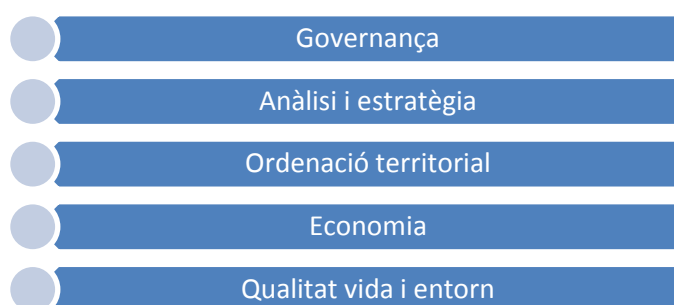 Governança
Anàlisi i estratègia
Ordenació territorial
Economia
Qualitat vida i entorn